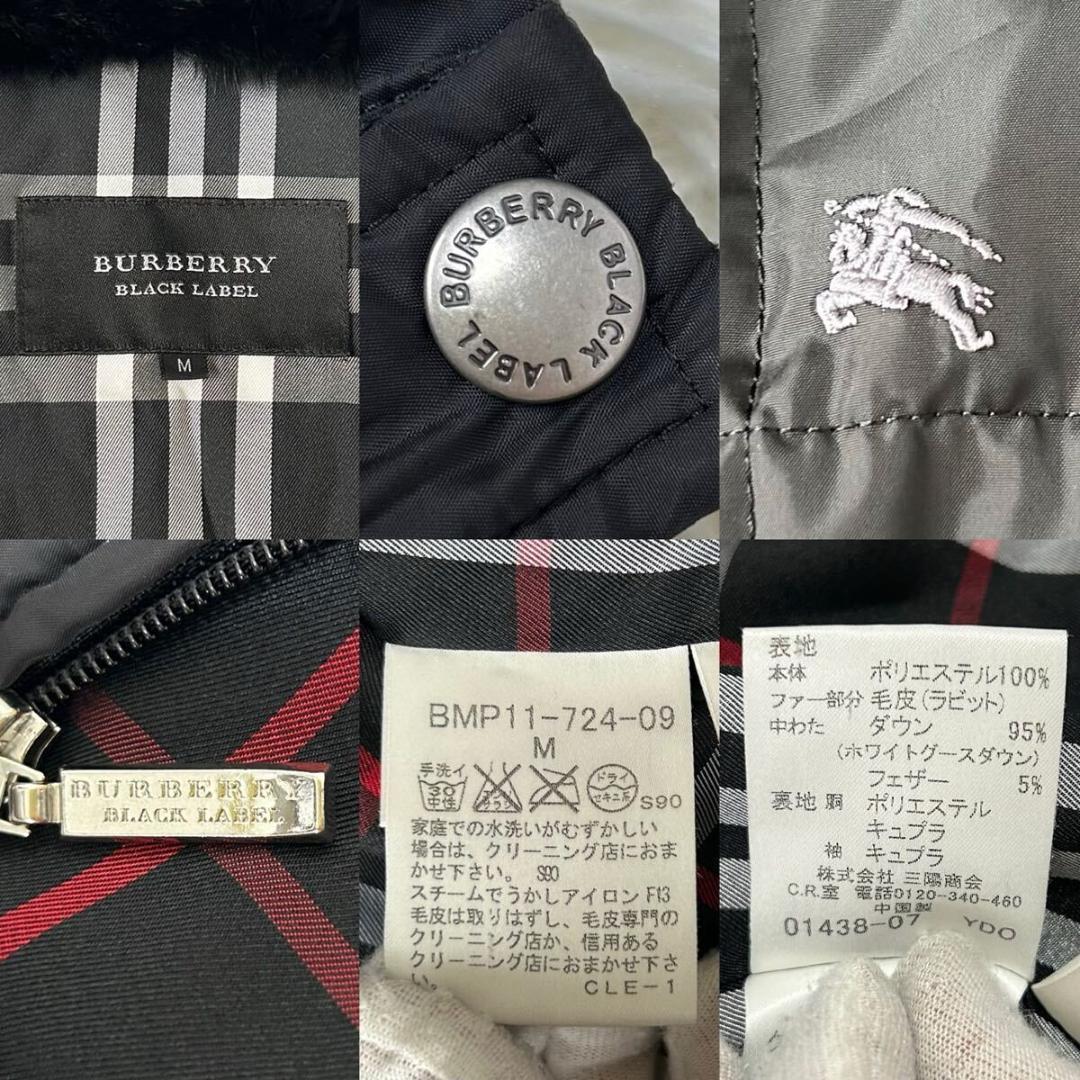 BURBERRY
BLACK LABEL
M
BURBERRY BLACK LABEL
BURBERRY
BLACK LABEL
BMP11-724-09
M
手洗イ
30
中性
ドライ
セキユ系
S90
家庭での水洗いがむずかしい
場合は、クリーニング店におま
かせ下さい。 S90
スチームでうかしアイロン F13
毛皮は取りはずし、毛皮専門の
クリーニング店か、信用ある
クリーニング店におまかせ下さ
い。
CLE-1
表地
本体 ポリエステル100%
ファー部分 毛皮(ラビット)
中わた ダウン 95%
(ホワイトグースダウン)
フェザー 5%
裏地 胴 ポリエステル
キュプラ
袖 キュプラ
株式会社 三陽商会
C.R.室 電話0120-340-460
中国製
01438-07 YDO